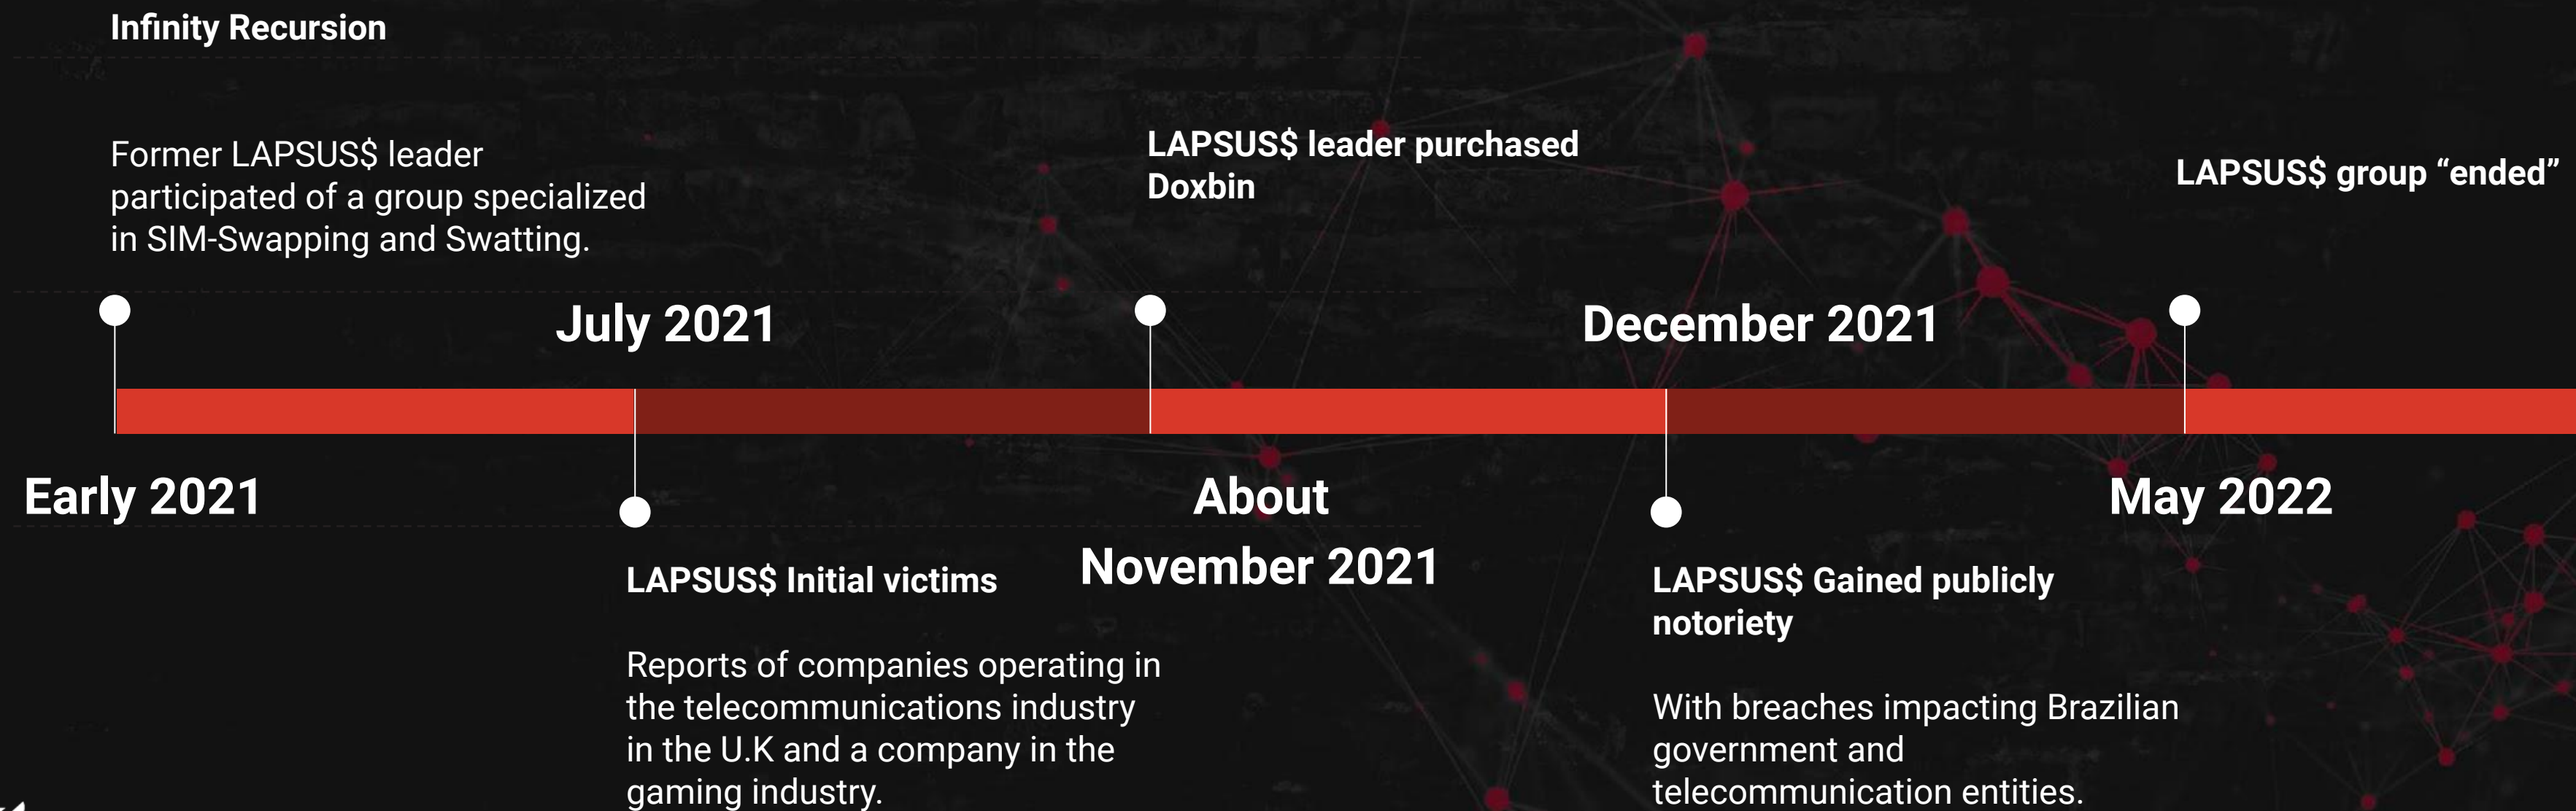 Infinity Recursion
Former LAPSUS$ leader
participated of a group specialized
in SIM-Swapping and Swatting.
Early 2021
July 2021
LAPSUS$ Initial victims
Reports of companies operating in
the telecommunications industry
in the U.K and a company in the
gaming industry.
LAPSUS$ leader purchased
Doxbin
About
November 2021
December 2021
LAPSUS$ Gained publicly
notoriety
With breaches impacting Brazilian
government and
telecommunication entities.
LAPSUS$ group “ended”
May 2022